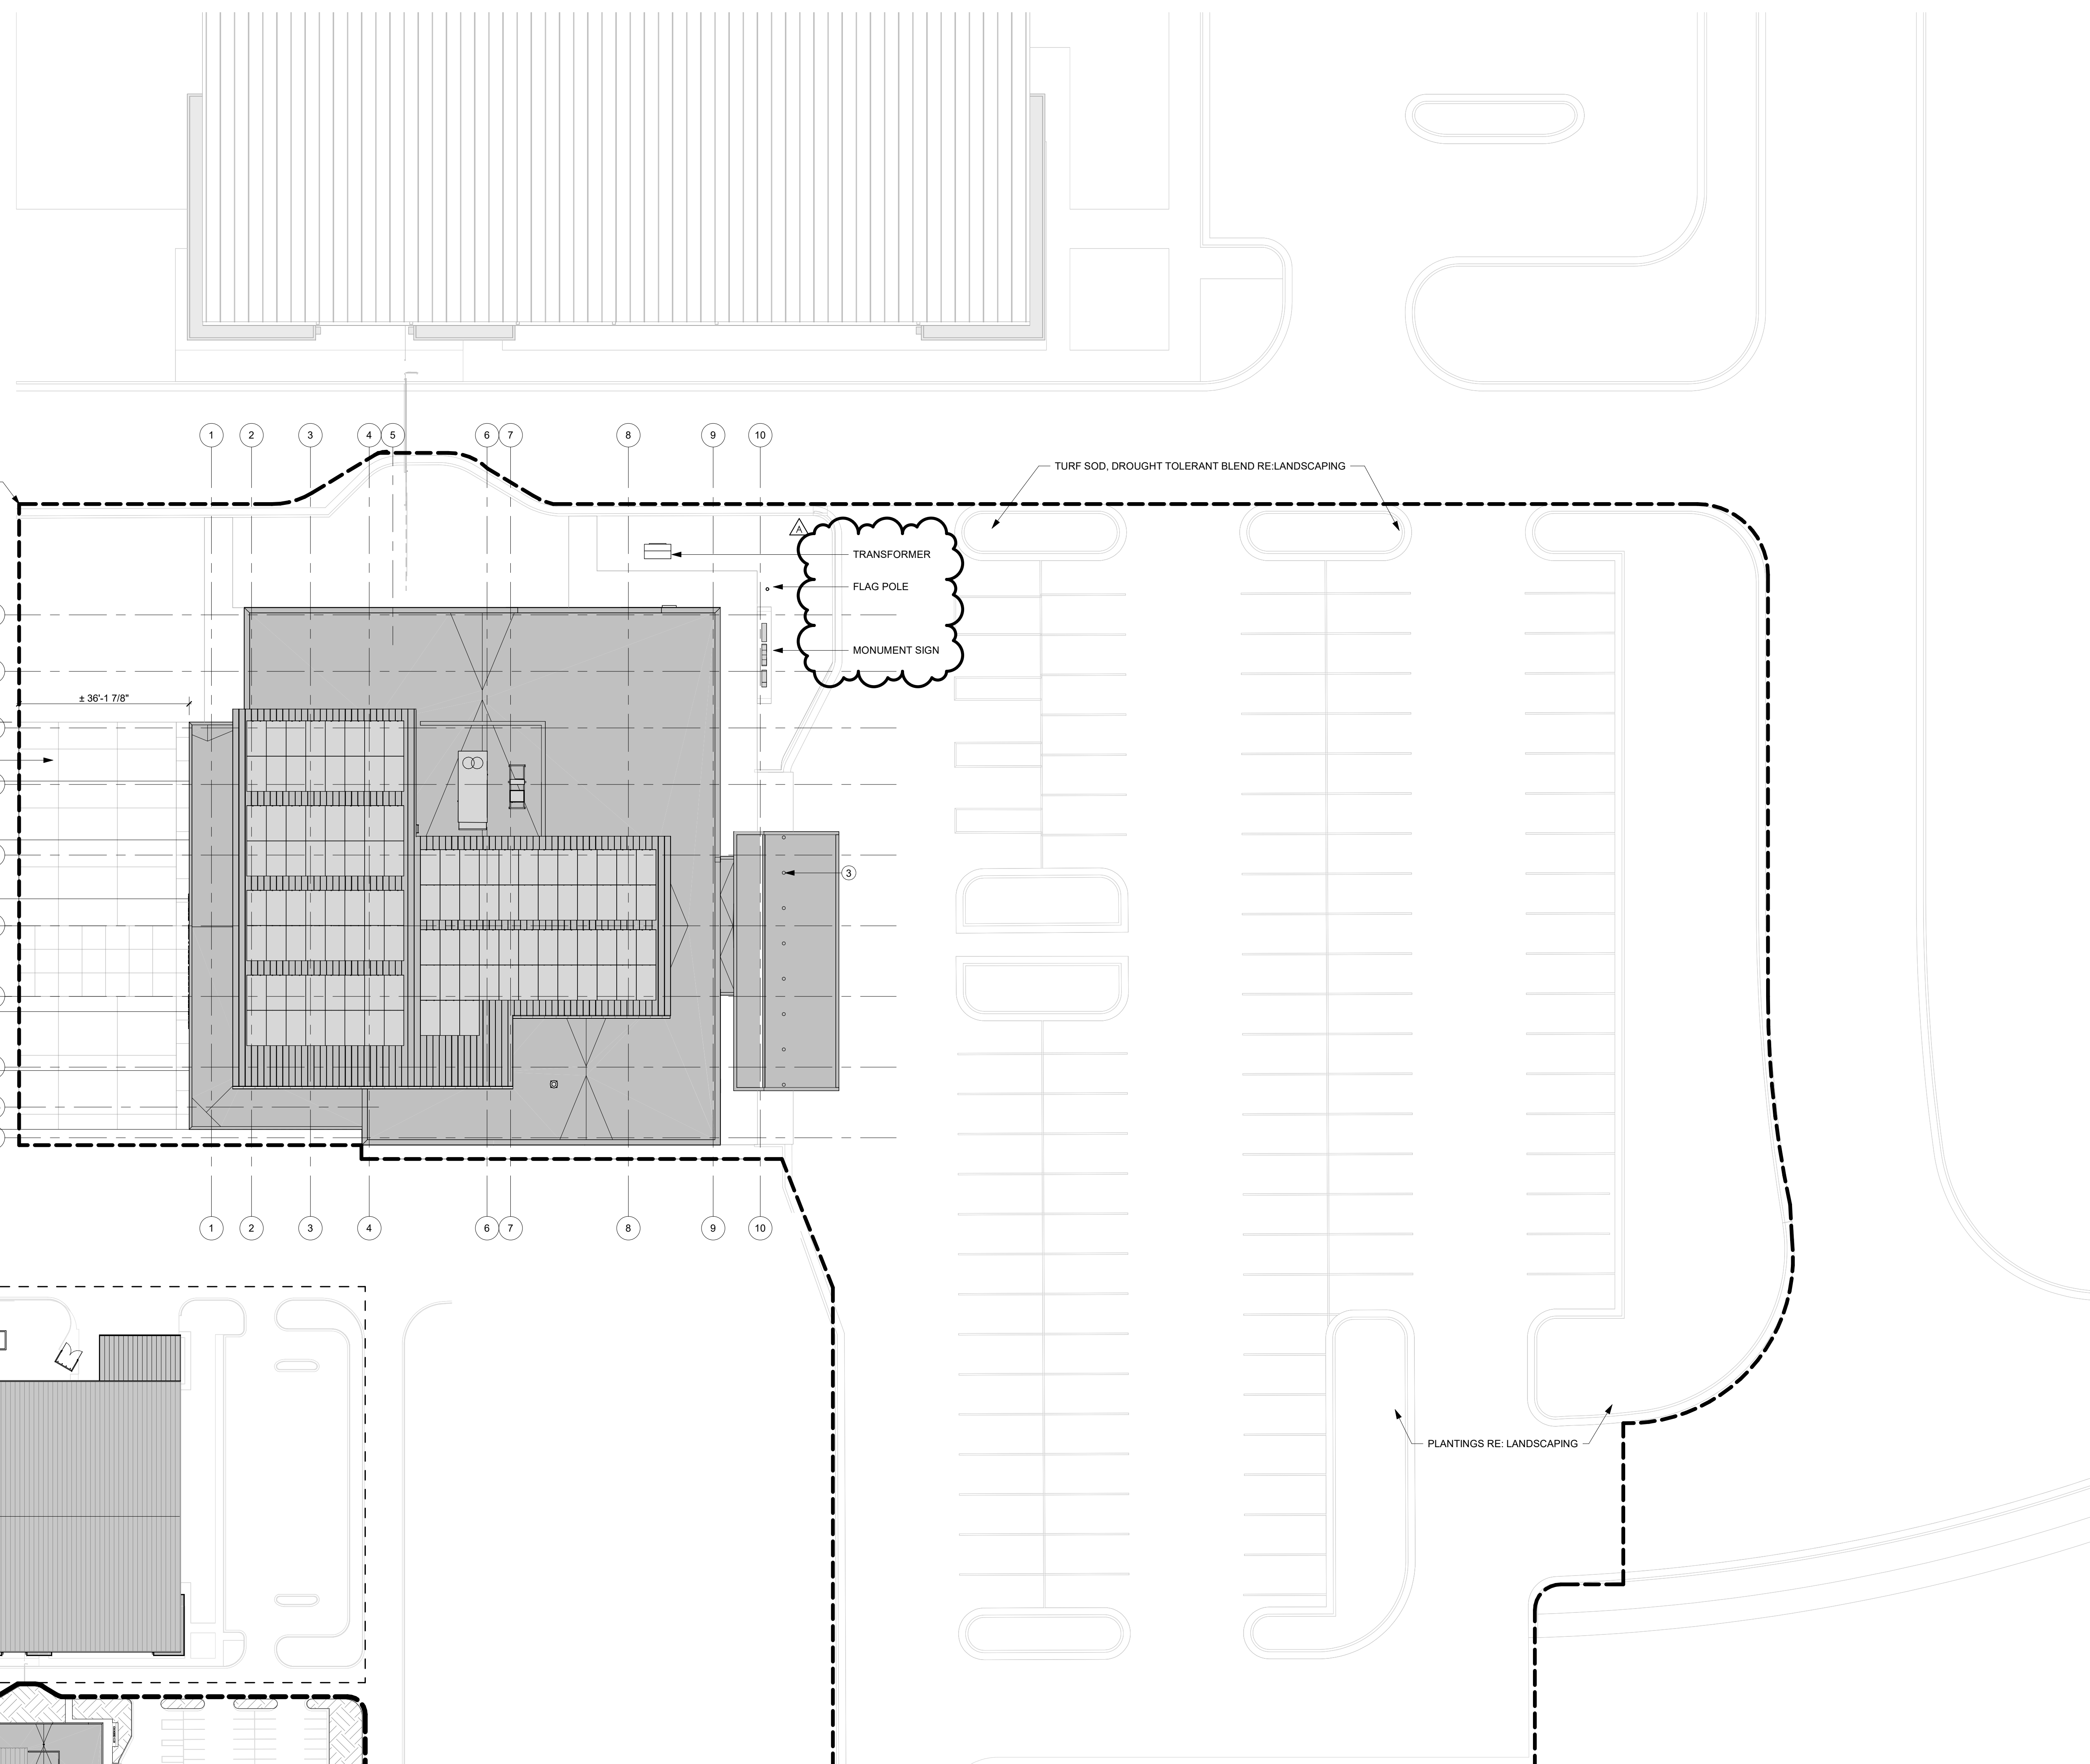 1 2 3 4 5 6 7 8 9 10
TURF SOD, DROUGHT TOLERANT BLEND RE:LANDSCAPING
A
TRANSFORMER
FLAG POLE
MONUMENT SIGN
± 36'-1 7/8"
3
1 2 3 4 6 7 8 9 10
PLANTINGS RE: LANDSCAPING